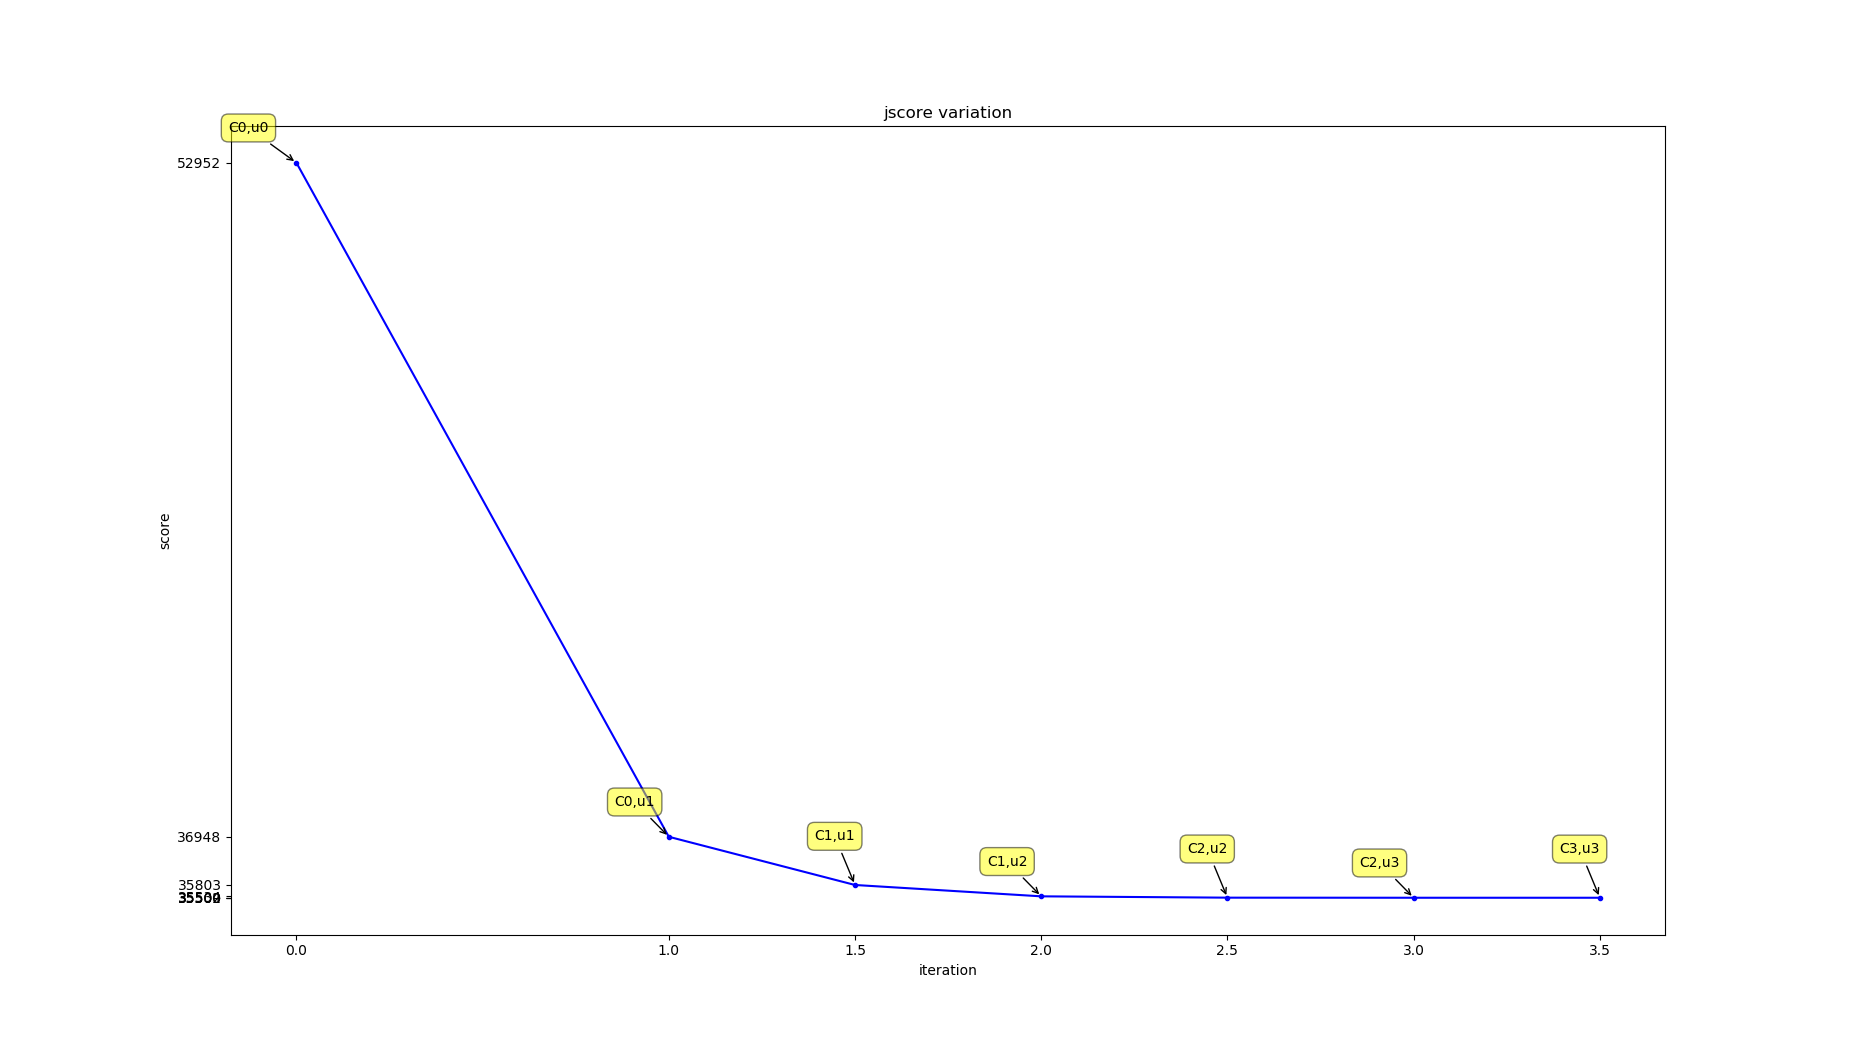 jscore variation
C0,u0
52952
score
C0,u1
C1,u1
C1,u2
C2,u2
C2,u3
C3,u3
36948
35803
0.0 1.0 1.5 2.0 2.5 3.0 3.5
iteration